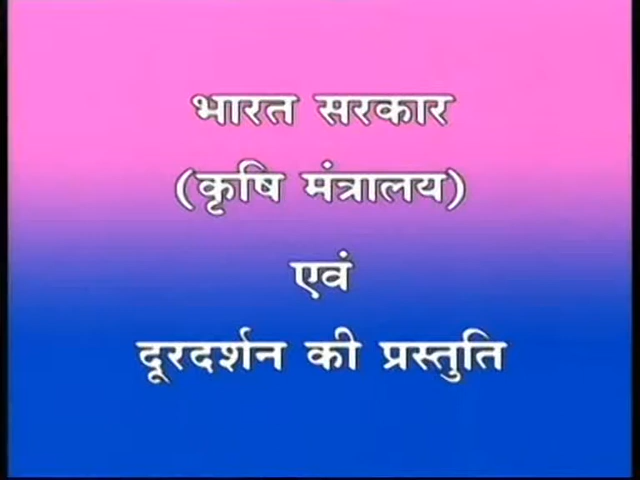 भारत सरकार
(कृषि मंत्रालय)
एवं
दूरदर्शन की प्रस्तुति